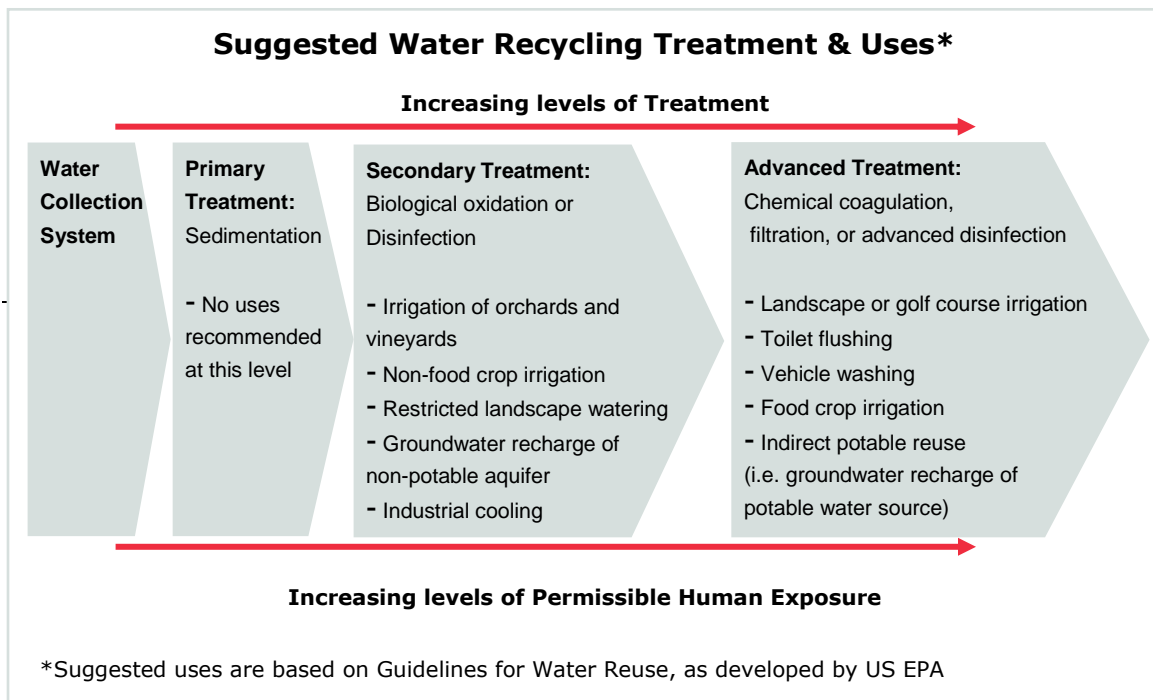 Suggested Water Recycling Treatment & Uses*
Increasing levels of Treatment
Water
Collection
System
Primary
Treatment:
Sedimentation
- No uses
recommended
at this level
Secondary Treatment:
Biological oxidation or
Disinfection
- Irrigation of orchards and
vineyards
- Non-food crop irrigation
- Restricted landscape watering
- Groundwater recharge of
non-potable aquifer
- Industrial cooling
Advanced Treatment:
Chemical coagulation,
filtration, or advanced disinfection
- Landscape or golf course irrigation
- Toilet flushing
- Vehicle washing
- Food crop irrigation
- Indirect potable reuse
(i.e. groundwater recharge of
potable water source)
Increasing levels of Permissible Human Exposure
*Suggested uses are based on Guidelines for Water Reuse, as developed by US EPA